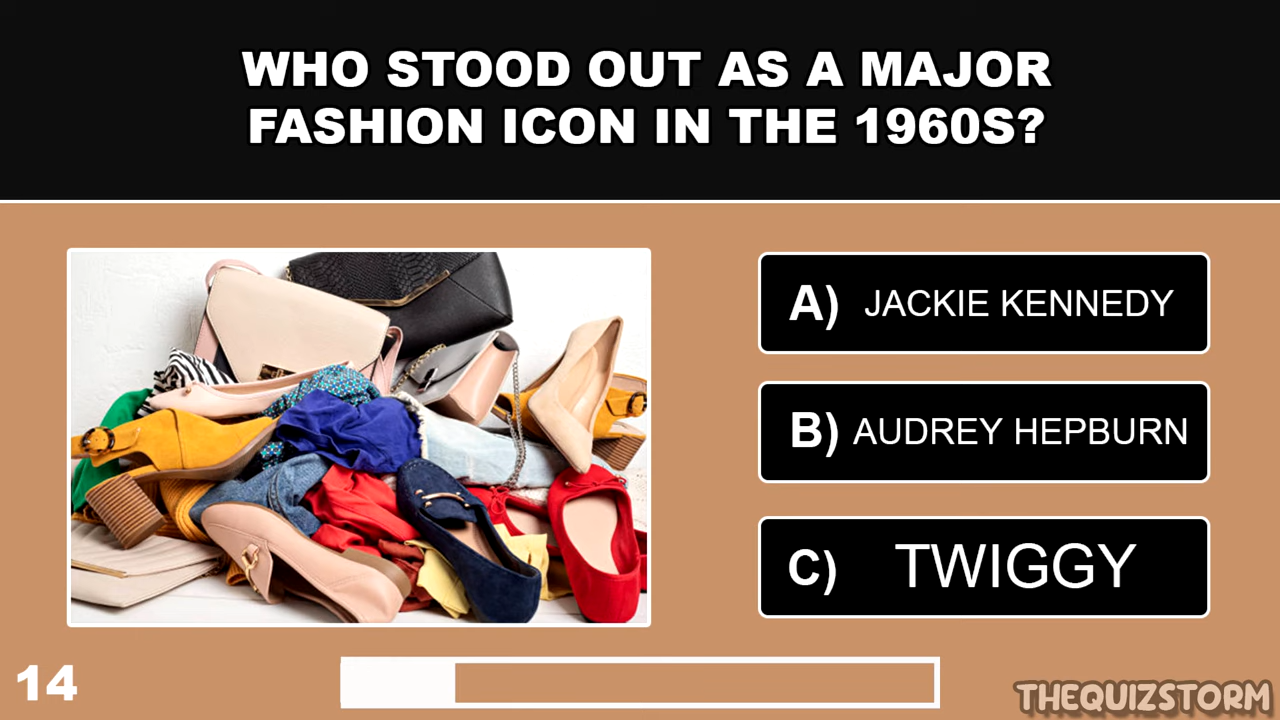 WHO STOOD OUT AS A MAJOR
FASHION ICON IN THE 1960S?
A) JACKIE KENNEDY
B) AUDREY HEPBURN
C) TWIGGY
14
THEQUIZSTORM